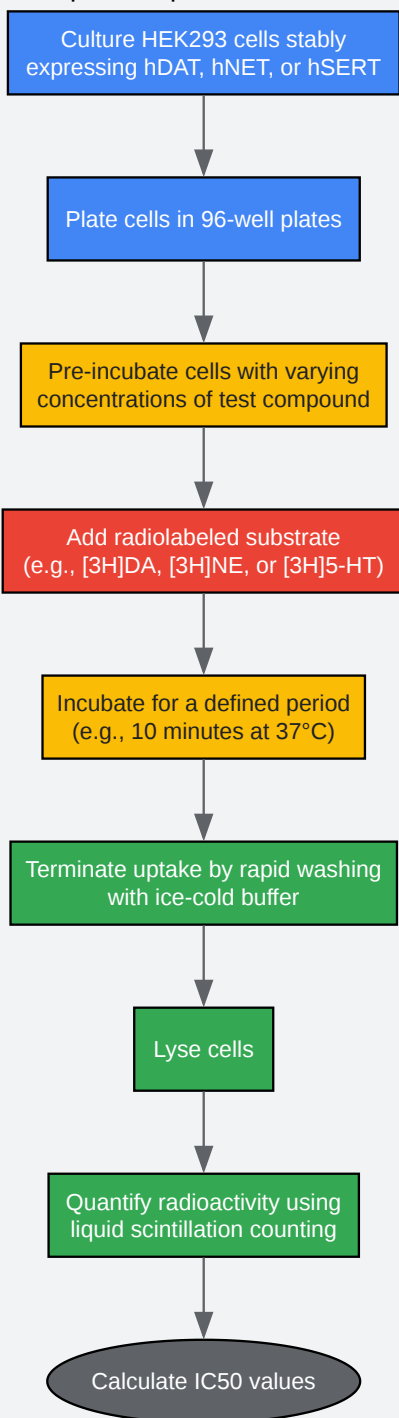 Culture HEK293 cells stably
expressing hDAT, hNET, or hSERT
Plate cells in 96-well plates
Pre-incubate cells with varying
concentrations of test compound
Add radiolabeled substrate
(e.g., [3H]DA, [3H]NE, or [3H]5-HT)
Incubate for a defined period
(e.g., 10 minutes at 37°C)
Terminate uptake by rapid washing
with ice-cold buffer
Lyse cells
Quantify radioactivity using
liquid scintillation counting
Calculate IC50 values